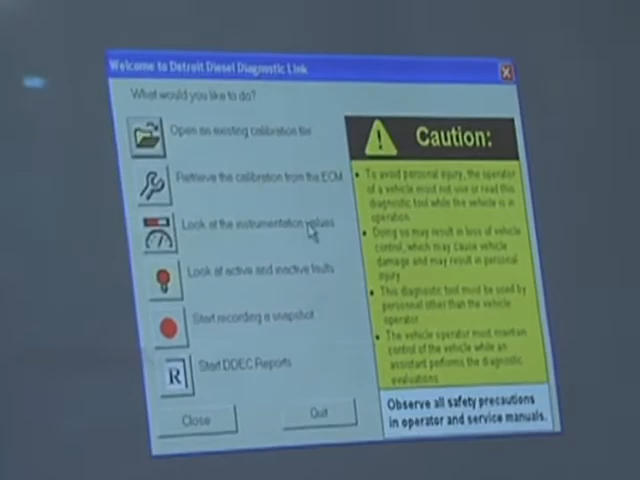 Welcome to Detroit Diesel Diagnostic Link
What would you like to do?
Open an existing calibration file
Retrieve the calibration from the ECM
Look at the instrumentation values
Look at active and inactive faults
Start recording a snapshot
R
Start DDEC Reports
Close
Quit
Caution:
• To avoid personal injury, the operator
of a vehicle must not use or read this
diagnostic tool while the vehicle is in
operation.
• Doing so may result in loss of vehicle
control, which may cause vehicle
damage and may result in personal
injury.
• This diagnostic tool must be used by
personnel other than the vehicle
operator.
• The vehicle operator must maintain
control of the vehicle while an
assistant performs the diagnostic
evaluations.
Observe all safety precautions
in operator and service manuals.